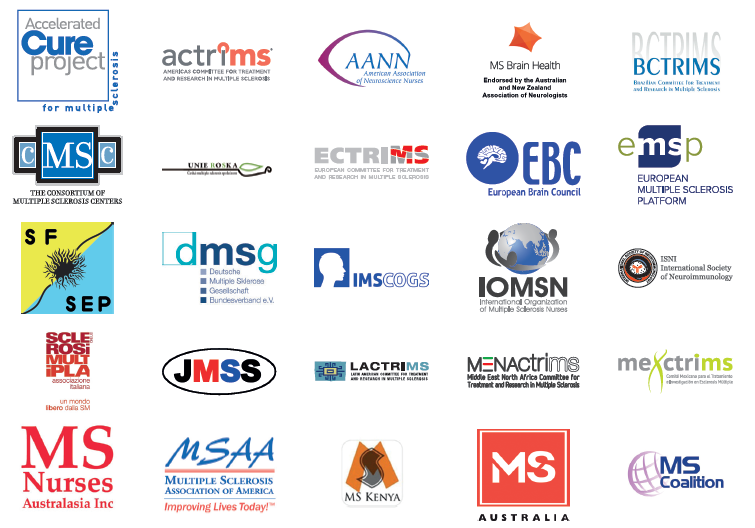 Accelerated
Cure
project
for multiple
sclerosis
actrims
AMERICAS COMMITTEE FOR TREATMENT
AND RESEARCH IN MULTIPLE SCLEROSIS
AANN
American Association
of Neuroscience Nurses
MS Brain Health
Endorsed by the Australian
and New Zealand
Association of Neurologists
BCTRIMS
BCTRIMS
BRAZILIAN COMMITTEE FOR TREATMENT
AND RESEARCH IN MULTIPLE SCLEROSIS
C MS C
THE CONSORTIUM OF
MULTIPLE SCLEROSIS CENTERS
UNIE ROSKA
ECTRIMS
EUROPEAN COMMITTEE FOR TREATMENT
AND RESEARCH IN MULTIPLE SCLEROSIS
EBC
European Brain Council
emsp
EUROPEAN
MULTIPLE SCLEROSIS
PLATFORM
SF
SEP
dmsg
Deutsche
Multiple Sklerose
Gesellschaft
Bundesverband e.V.
IMSCOGS
IOMSN
International Organization
of Multiple Sclerosis Nurses
ISNI
International Society
of Neuroimmunology
SCLE
ROSI
MULT
IPLA
associazione
italiana
un mondo
libero dalla SM
JMSS
LACTRIMS
LATIN AMERICAN COMMITTEE FOR TREATMENT
AND RESEARCH IN MULTIPLE SCLEROSIS
MENACtrims
Middle East North Africa Committee for
Treatment and Research in Multiple Sclerosis
mexctrims
Comité Mexicano para el Tratamiento
e Investigación en Esclerosis Múltiple
MS
Nurses
Australasia Inc
MSAA
MULTIPLE SCLEROSIS
ASSOCIATION OF AMERICA
Improving Lives Today!™
MS KENYA
MS
AUSTRALIA
MS
Coalition